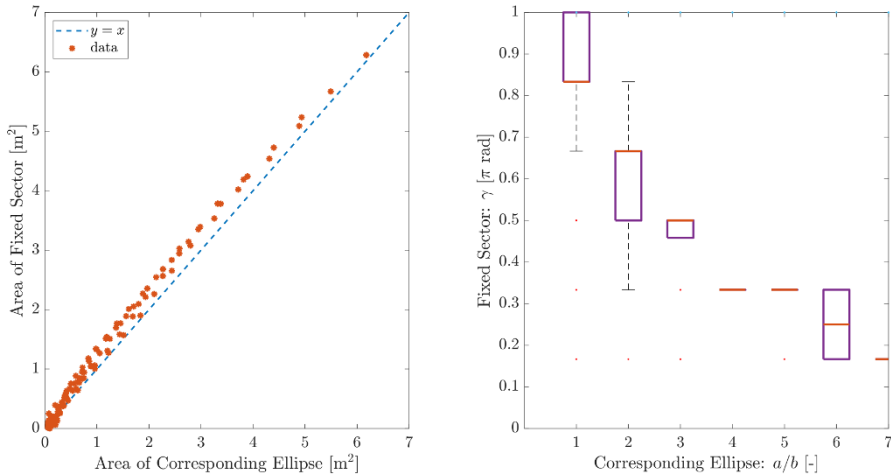 7
6
5
4
3
2
1
0
Area of Fixed Sector [m²]
y = x
data
0 1 2 3 4 5 6 7
Area of Corresponding Ellipse [m²]
1
0.9
0.8
0.7
0.6
0.5
0.4
0.3
0.2
0.1
0
Fixed Sector: γ [π rad]
1 2 3 4 5 6 7
Corresponding Ellipse: a/b [-]